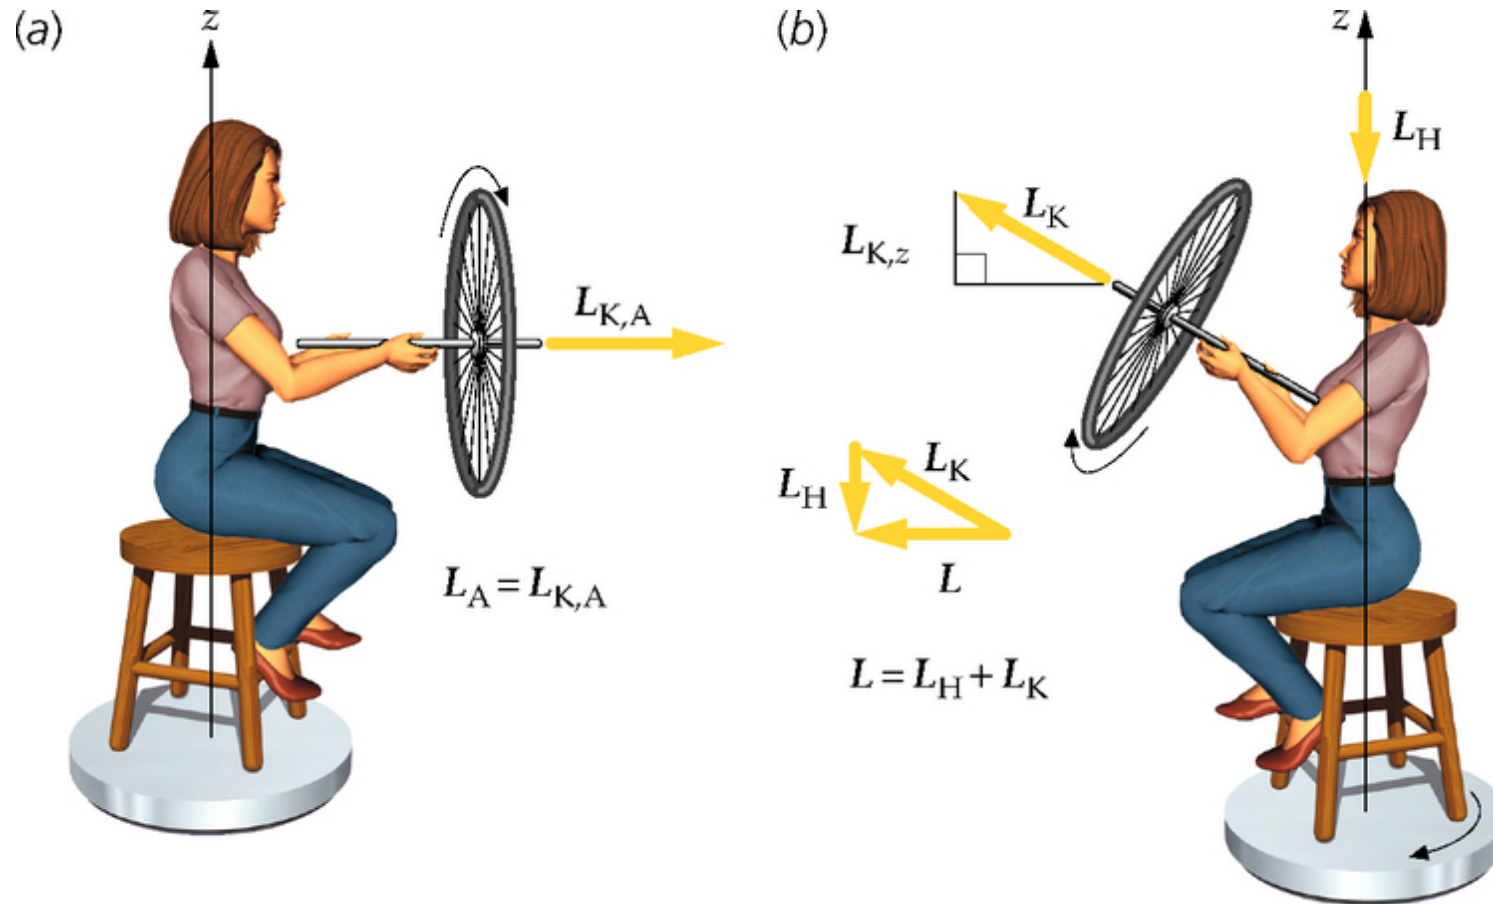 (a)
z
L_K,A
L_A = L_K,A
(b)
z
L_H
L_K
L_K,z
L_K
L_H
L
L = L_H + L_K